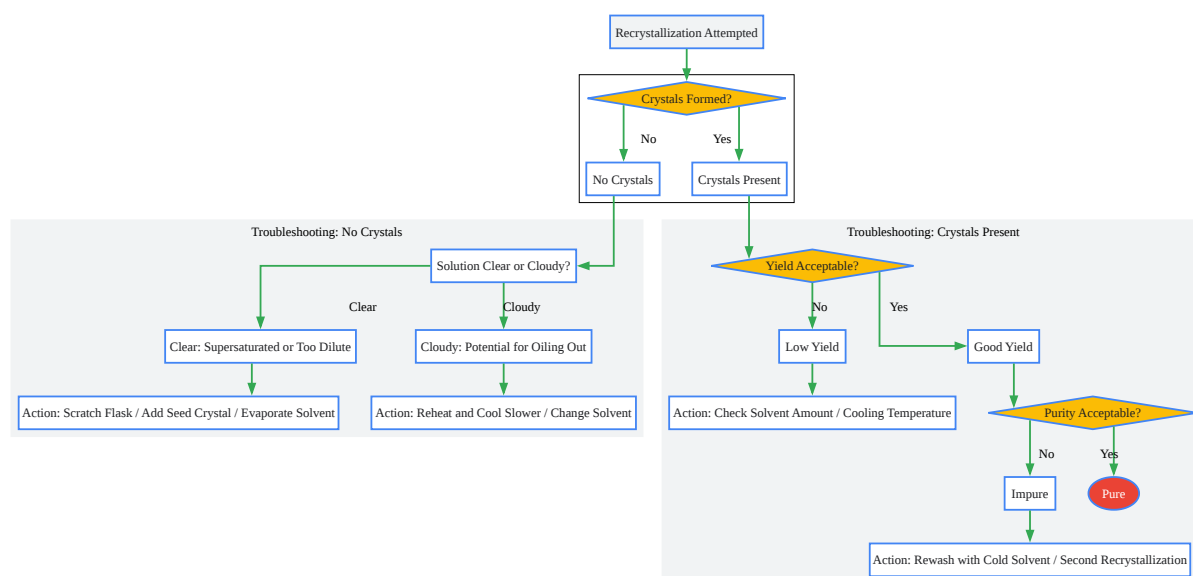 Recrystallization Attempted
Crystals Formed?
No
Yes
No Crystals
Crystals Present
Troubleshooting: No Crystals
Solution Clear or Cloudy?
Clear
Cloudy
Clear: Supersaturated or Too Dilute
Cloudy: Potential for Oiling Out
Action: Scratch Flask / Add Seed Crystal / Evaporate Solvent
Action: Reheat and Cool Slower / Change Solvent
Troubleshooting: Crystals Present
Yield Acceptable?
No
Yes
Low Yield
Good Yield
Action: Check Solvent Amount / Cooling Temperature
Purity Acceptable?
No
Yes
Impure
Pure
Action: Rewash with Cold Solvent / Second Recrystallization